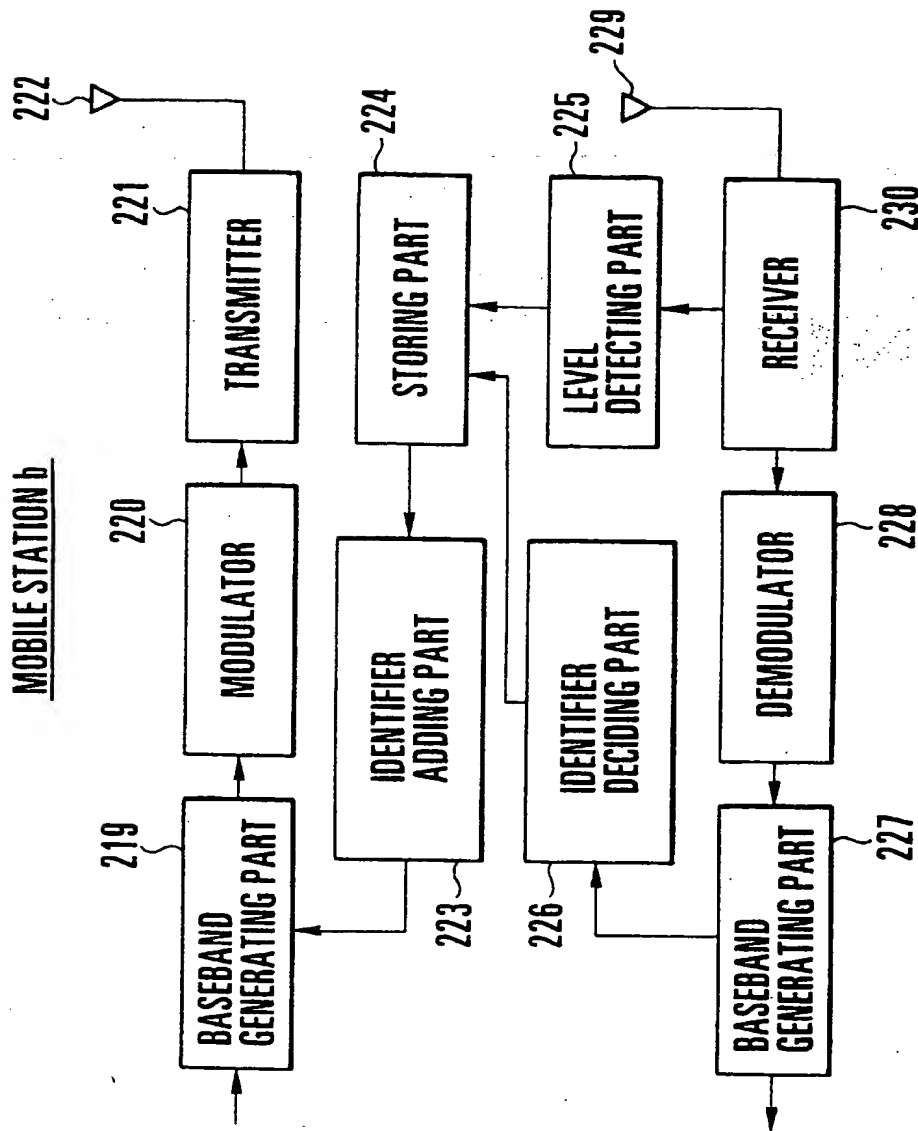 MOBILE STATION b
219
220
221
222
BASEBAND
GENERATING PART
MODULATOR
TRANSMITTER
223
224
IDENTIFIER
ADDING PART
STORING PART
226
225
IDENTIFIER
DECIDING PART
LEVEL
DETECTING PART
227
228
230
229
BASEBAND
GENERATING PART
DEMODULATOR
RECEIVER